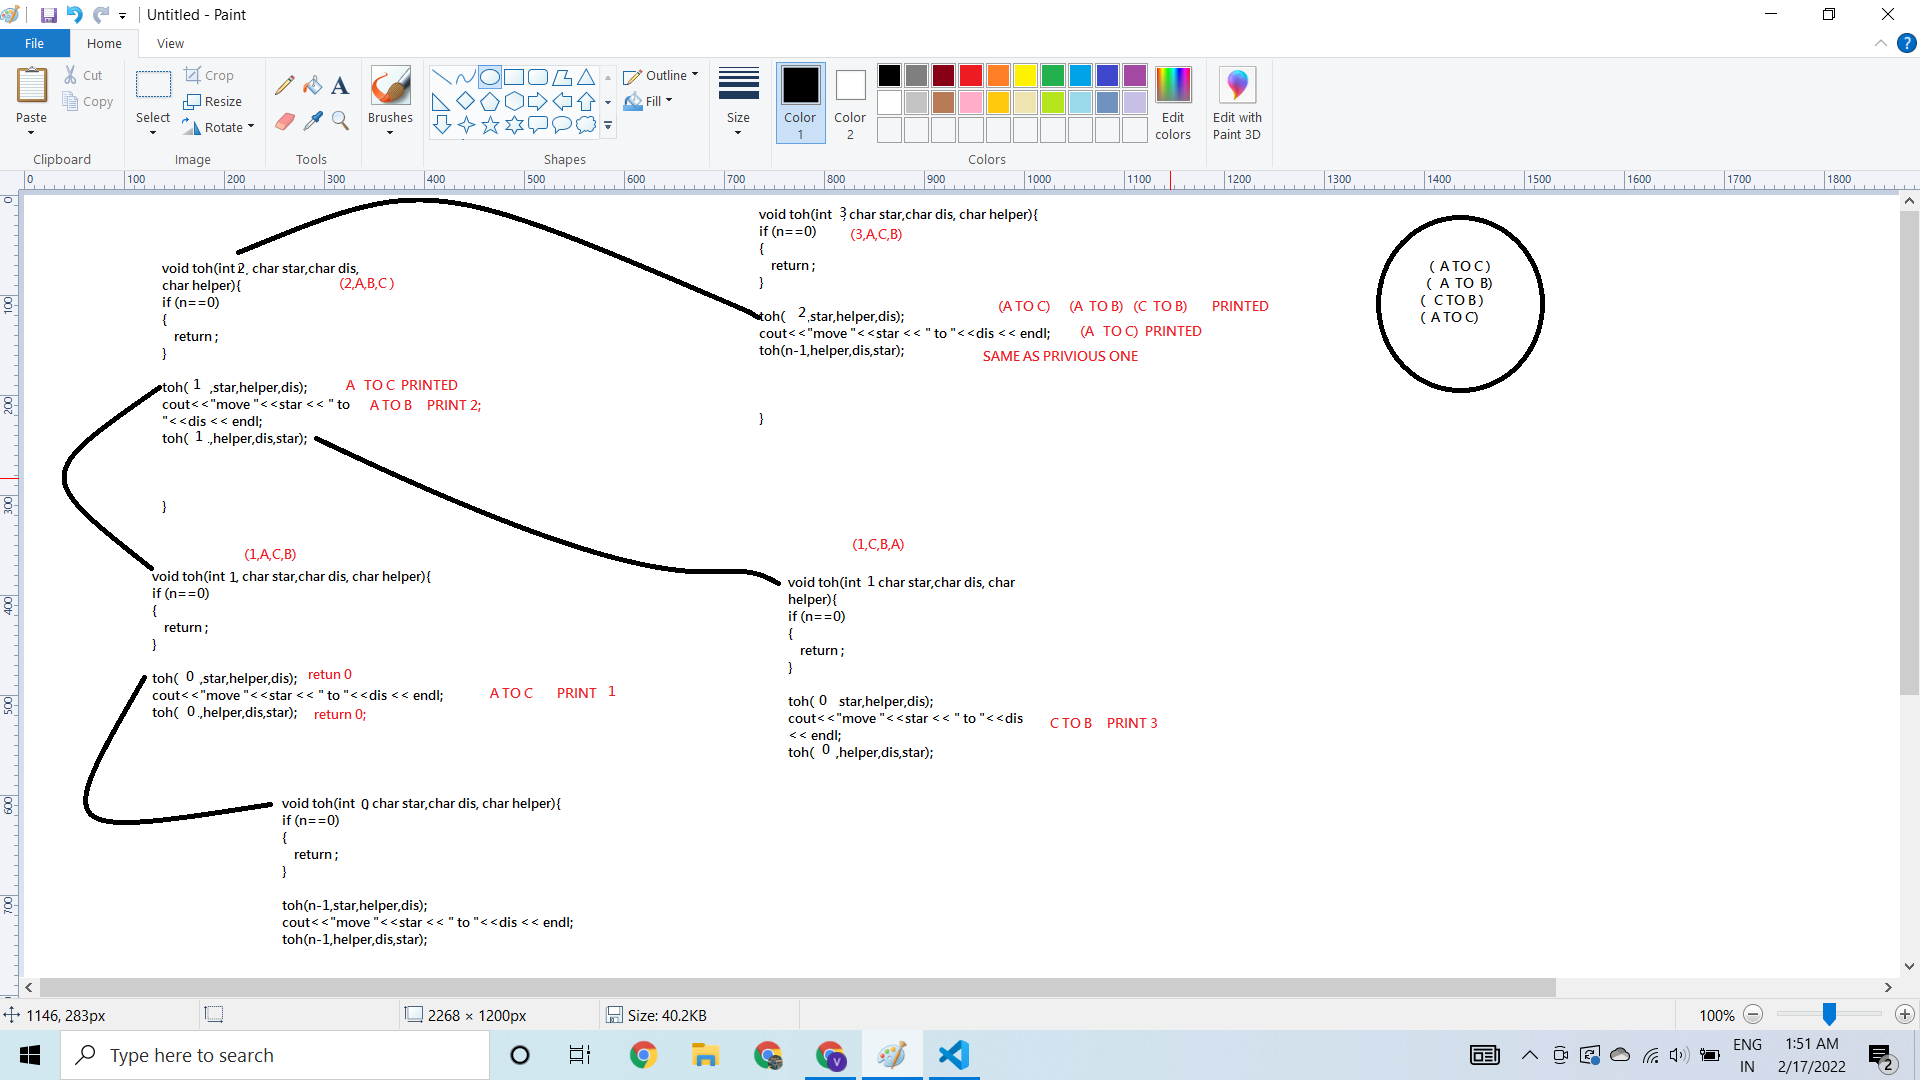 Untitled - Paint
File Home View
Paste
Cut
Copy
Clipboard
Select
Crop
Resize
Rotate
Image
Tools
Brushes
Shapes
Outline
Fill
Size
Color 1
Color 2
Edit colors
Colors
Edit with Paint 3D
0 100 200 300 400 500 600 700 800 900 1000 1100 1200 1300 1400 1500 1600 1700 1800
0
100
200
300
400
500
600
700
void toh(int 3, char star,char dis, char helper){
if (n==0) (3,A,C,B)
{
return ;
}
toh( 2 ,star,helper,dis); (A TO C) (A TO B) (C TO B) PRINTED
cout<<"move "<<star << " to "<<dis << endl; (A TO C) PRINTED
toh(n-1,helper,dis,star); SAME AS PRIVIOUS ONE
}
( A TO C )
( A TO B)
( C TO B )
( A TO C)
void toh(int 2, char star,char dis,
char helper){ (2,A,B,C )
if (n==0)
{
return ;
}
toh( 1 ,star,helper,dis); A TO C PRINTED
cout<<"move "<<star << " to A TO B PRINT 2;
"<<dis << endl;
toh( 1 .,helper,dis,star);
}
(1,A,C,B)
void toh(int 1, char star,char dis, char helper){
if (n==0)
{
return ;
}
toh( 0 ,star,helper,dis); retun 0
cout<<"move "<<star << " to "<<dis << endl; A TO C PRINT 1
toh( 0 .,helper,dis,star); return 0;
(1,C,B,A)
void toh(int 1 char star,char dis, char
helper){
if (n==0)
{
return ;
}
toh( 0 star,helper,dis);
cout<<"move "<<star << " to "<<dis
<< endl; C TO B PRINT 3
toh( 0 ,helper,dis,star);
void toh(int 0, char star,char dis, char helper){
if (n==0)
{
return ;
}
toh(n-1,star,helper,dis);
cout<<"move "<<star << " to "<<dis << endl;
toh(n-1,helper,dis,star);
1146, 283px
2268 × 1200px
Size: 40.2KB
100%
Type here to search
ENG
IN
1:51 AM
2/17/2022
2